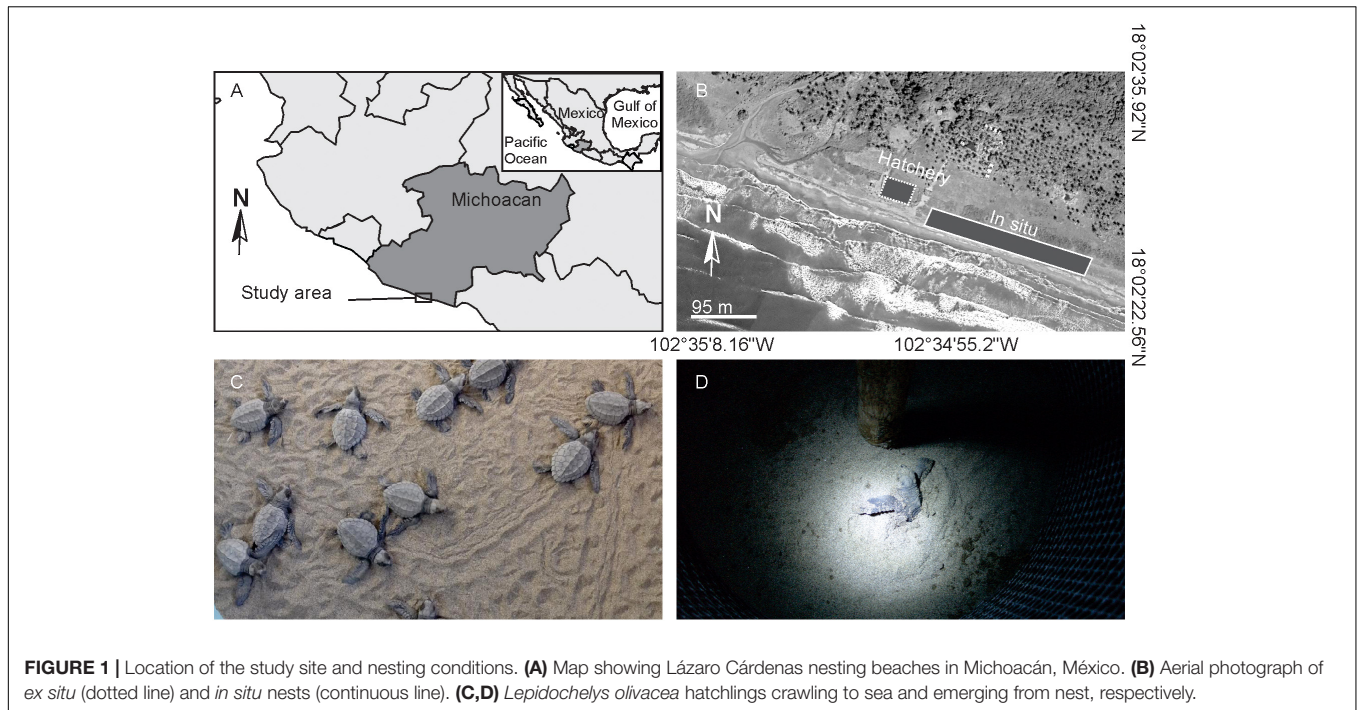 A
Mexico
Gulf of
Mexico
Pacific
Ocean
N
Michoacan
Study area
B
Hatchery
In situ
N
95 m
18°02'35.92"N
18°02'22.56"N
102°35'8.16"W
102°34'55.2"W
C
D
FIGURE 1 | Location of the study site and nesting conditions. (A) Map showing Lázaro Cárdenas nesting beaches in Michoacán, México. (B) Aerial photograph of
ex situ (dotted line) and in situ nests (continuous line). (C,D) Lepidochelys olivacea hatchlings crawling to sea and emerging from nest, respectively.